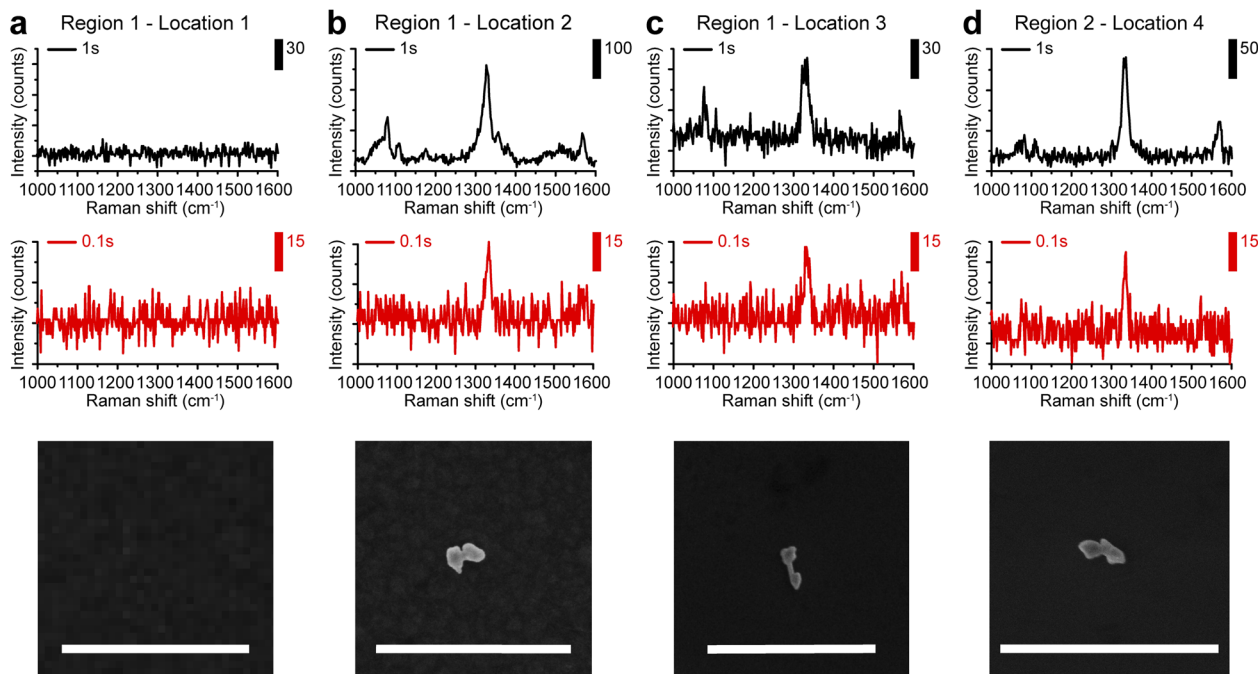 a Region 1 - Location 1
1s
30
Intensity (counts)
1000 1100 1200 1300 1400 1500 1600
Raman shift (cm-1)
0.1s
15
Intensity (counts)
1000 1100 1200 1300 1400 1500 1600
Raman shift (cm-1)
b Region 1 - Location 2
1s
100
Intensity (counts)
1000 1100 1200 1300 1400 1500 1600
Raman shift (cm-1)
0.1s
15
Intensity (counts)
1000 1100 1200 1300 1400 1500 1600
Raman shift (cm-1)
c Region 1 - Location 3
1s
30
Intensity (counts)
1000 1100 1200 1300 1400 1500 1600
Raman shift (cm-1)
0.1s
15
Intensity (counts)
1000 1100 1200 1300 1400 1500 1600
Raman shift (cm-1)
d Region 2 - Location 4
1s
50
Intensity (counts)
1000 1100 1200 1300 1400 1500 1600
Raman shift (cm-1)
0.1s
15
Intensity (counts)
1000 1100 1200 1300 1400 1500 1600
Raman shift (cm-1)